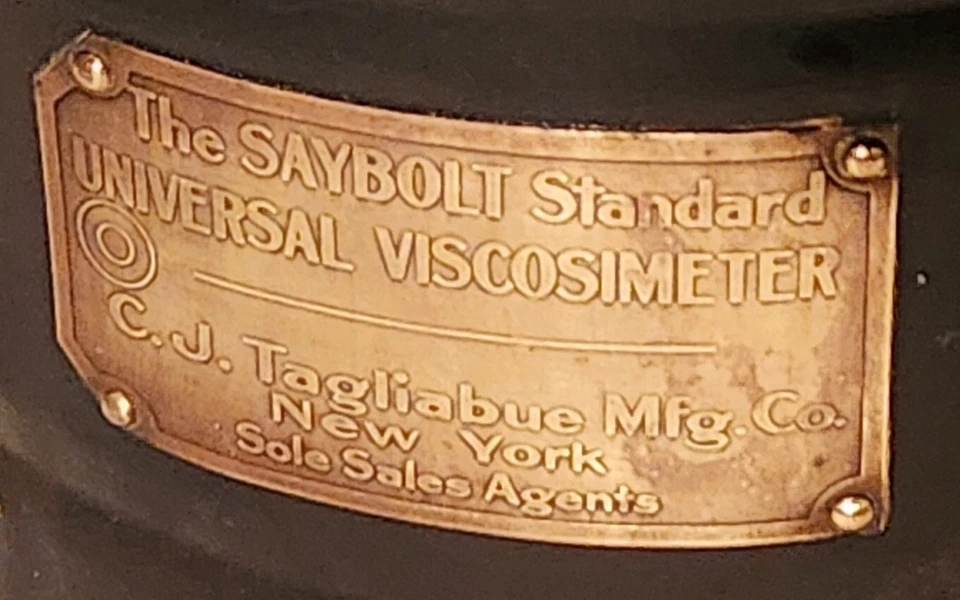 The SAYBOLT Standard
UNIVERSAL VISCOSIMETER
C. J. Tagliabue Mfg. Co.
New York
Sole Sales Agents